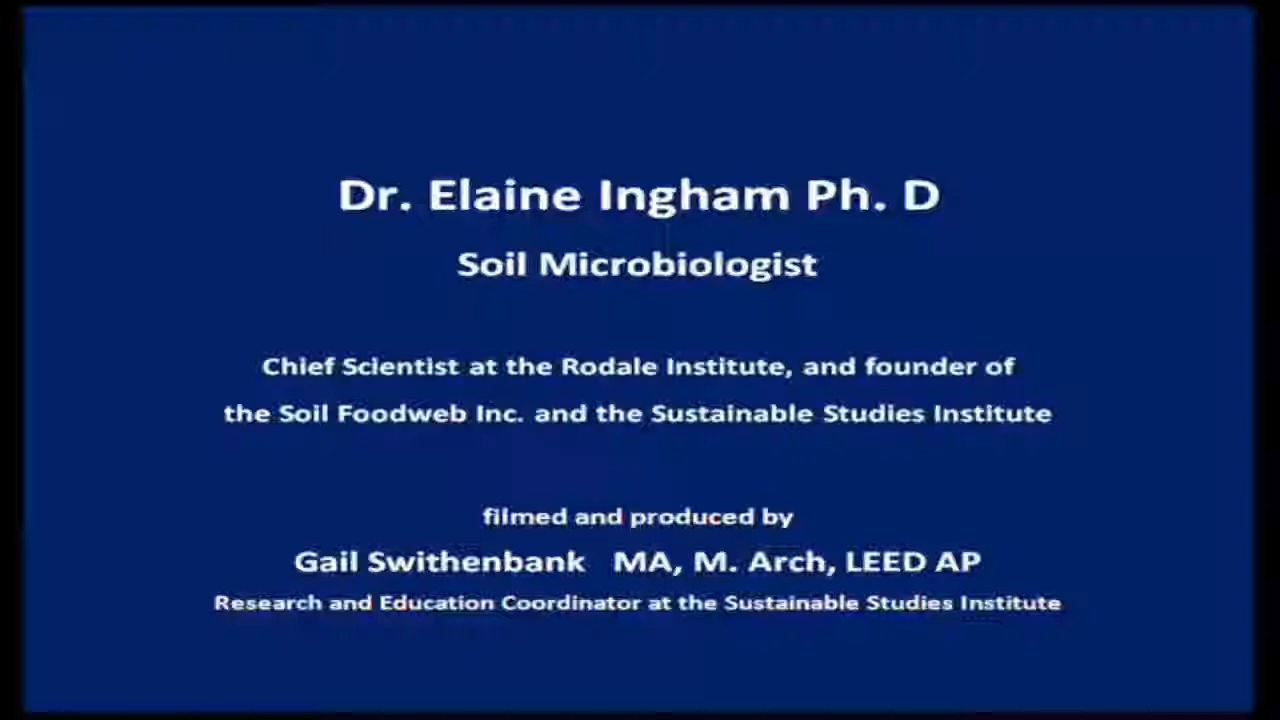 Dr. Elaine Ingham Ph. D
Soil Microbiologist
Chief Scientist at the Rodale Institute, and founder of
the Soil Foodweb Inc. and the Sustainable Studies Institute
filmed and produced by
Gail Swithenbank MA, M. Arch, LEED AP
Research and Education Coordinator at the Sustainable Studies Institute